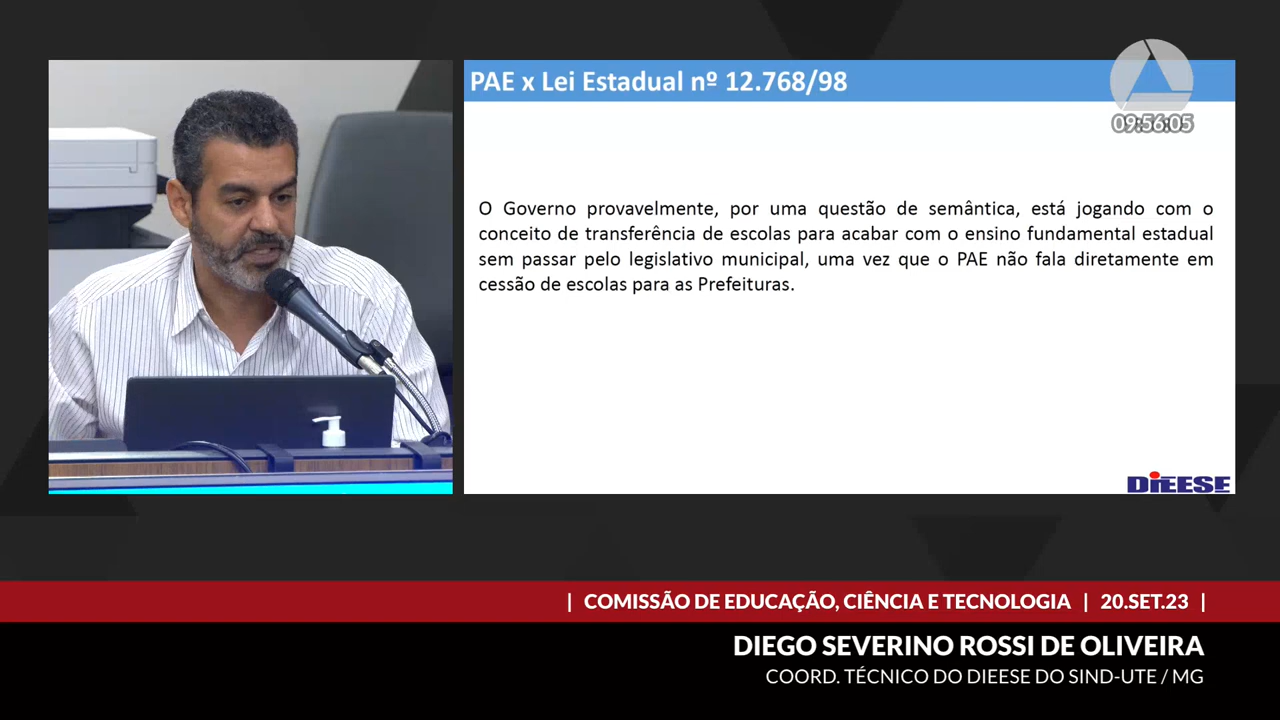 PAE x Lei Estadual nº 12.768/98
09:56:05
O Governo provavelmente, por uma questão de semântica, está jogando com o
conceito de transferência de escolas para acabar com o ensino fundamental estadual
sem passar pelo legislativo municipal, uma vez que o PAE não fala diretamente em
cessão de escolas para as Prefeituras.
DIEESE
| COMISSÃO DE EDUCAÇÃO, CIÊNCIA E TECNOLOGIA | 20.SET.23 |
DIEGO SEVERINO ROSSI DE OLIVEIRA
COORD. TÉCNICO DO DIEESE DO SIND-UTE / MG